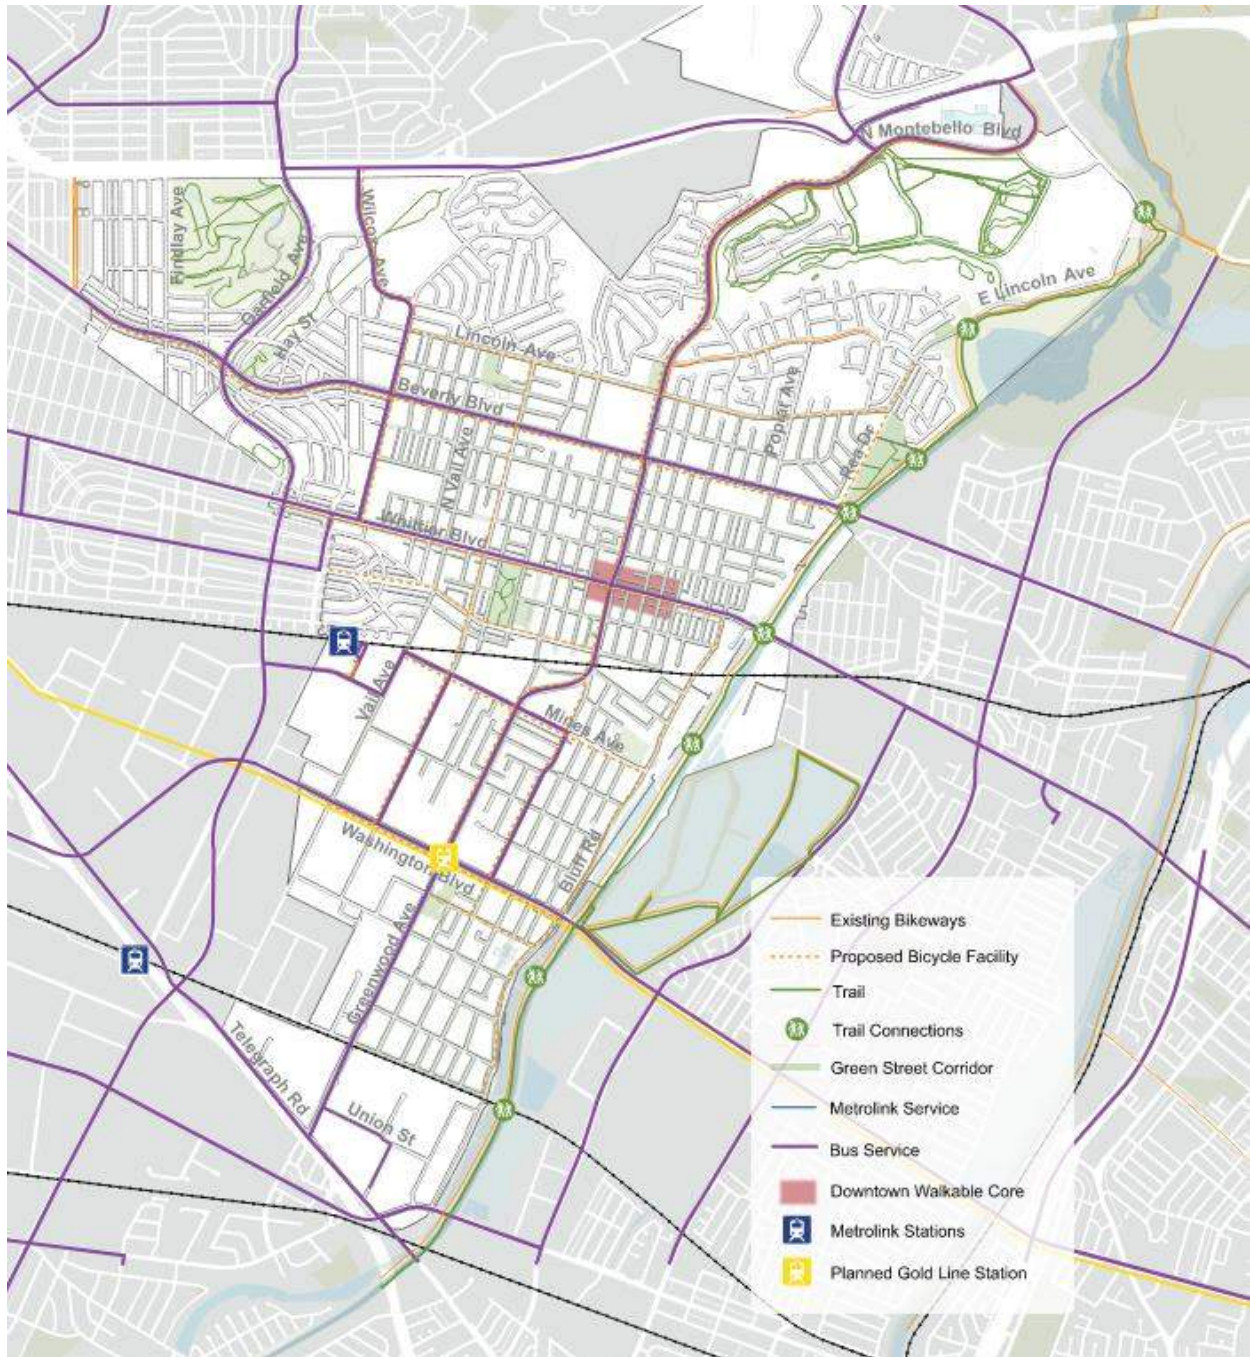 N Montebello Blvd
Findlay Ave
Wilcox Ave
Garfield Ave
E Lincoln Ave
Hay St
Lincoln Ave
Beverly Blvd
Poplar Ave
N Vail Ave
Rea Dr
Whittier Blvd
Vail Ave
Mines Ave
Washington Blvd
Bluff Rd
Greenwood Ave
Telegraph Rd
Union St
Existing Bikeways
Proposed Bicycle Facility
Trail
Trail Connections
Green Street Corridor
Metrolink Service
Bus Service
Downtown Walkable Core
Metrolink Stations
Planned Gold Line Station